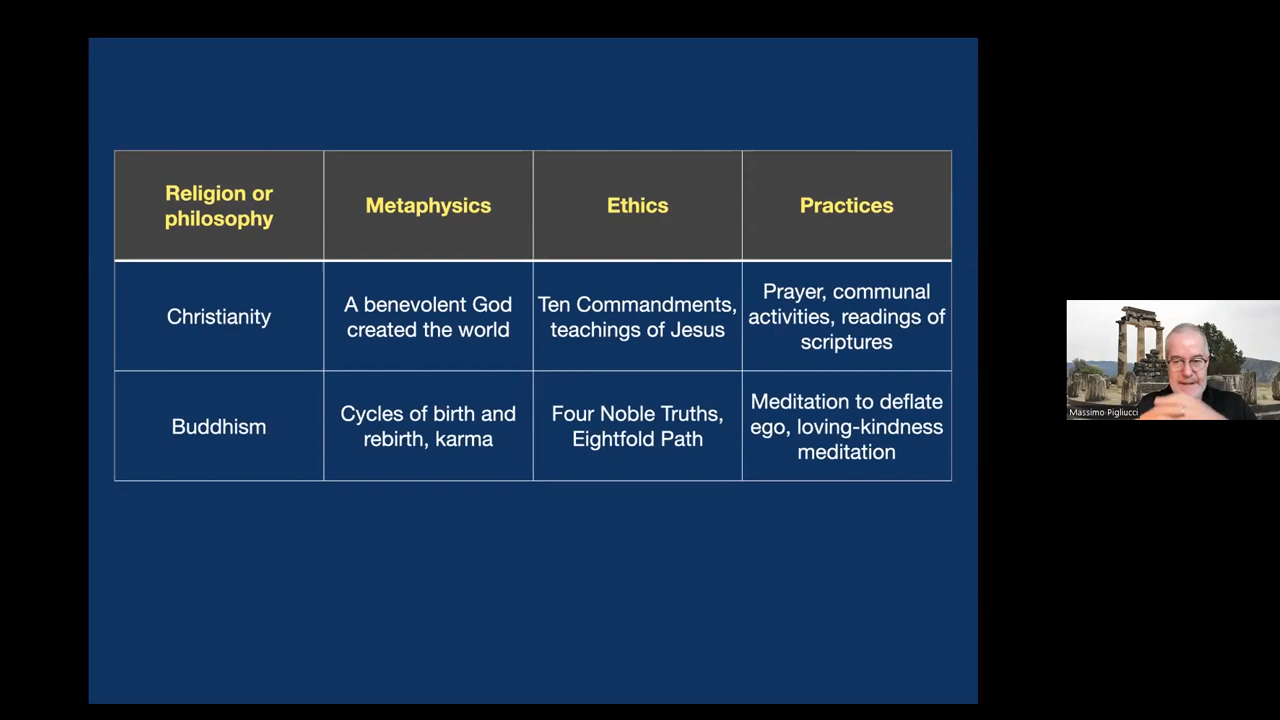 Religion or
philosophy
Metaphysics
Ethics
Practices
Christianity
A benevolent God
created the world
Ten Commandments,
teachings of Jesus
Prayer, communal
activities, readings of
scriptures
Buddhism
Cycles of birth and
rebirth, karma
Four Noble Truths,
Eightfold Path
Meditation to deflate
ego, loving-kindness
meditation
Massimo Pigliucci